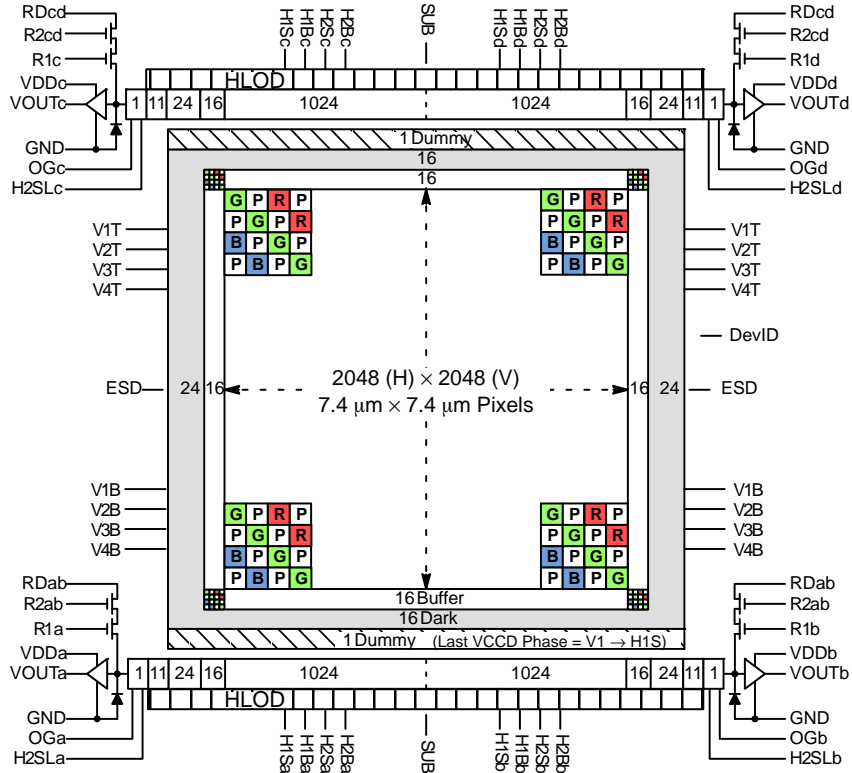 RDcd
R2cd
R1c
VDDc
VOUTc
GND
OGc
H2SLc
H1Sc
H1Bc
H2Sc
H2Bc
SUB
H1Sd
H1Bd
H2Sd
H2Bd
RDcd
R2cd
R1d
VDDd
VOUTd
GND
OGd
H2SLd
HLOD
1 11 24 16 1024 1024 16 24 11 1
1 Dummy
16
16
G P R P
P G P R
B P G P
P B P G
G P R P
P G P R
B P G P
P B P G
V1T
V2T
V3T
V4T
V1T
V2T
V3T
V4T
DevID
ESD
24 16
2048 (H) × 2048 (V)
7.4 μm × 7.4 μm Pixels
16 24
ESD
V1B
V2B
V3B
V4B
V1B
V2B
V3B
V4B
G P R P
P G P R
B P G P
P B P G
G P R P
P G P R
B P G P
P B P G
16 Buffer
16 Dark
1 Dummy (Last VCCD Phase = V1 → H1S)
RDab
R2ab
R1a
VDDa
VOUTa
GND
OGa
H2SLa
1 11 24 16 1024 1024 16 24 11 1
HLOD
H1Sa
H1Ba
H2Sa
H2Ba
SUB
H1Sb
H1Bb
H2Sb
H2Bb
RDab
R2ab
R1b
VDDb
VOUTb
GND
OGb
H2SLb